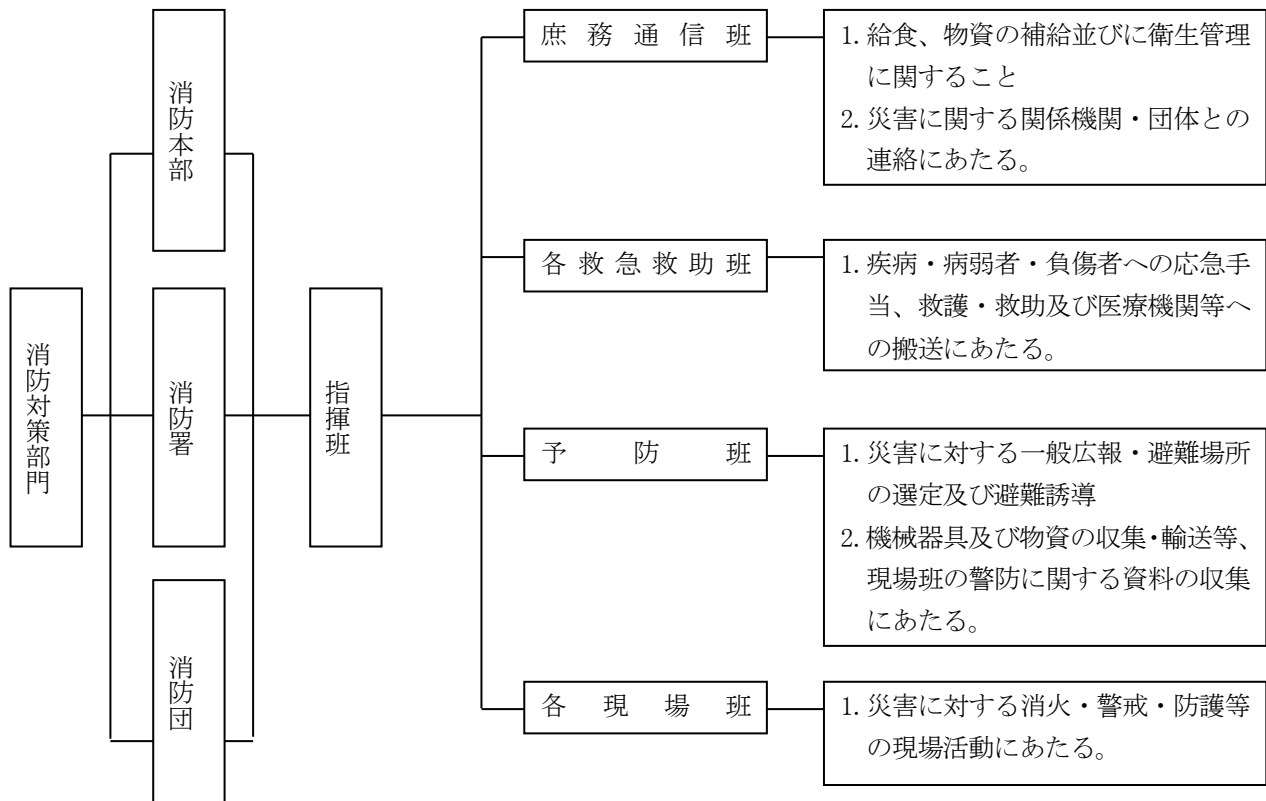 消防対策部門
消防本部
消防署
消防団
指揮班
庶務通信班
1. 給食、物資の補給並びに衛生管理
に関すること
2. 災害に関する関係機関・団体との
連絡にあたる。
各救急救助班
1. 疾病・病弱者・負傷者への応急手
当、救護・救助及び医療機関等へ
の搬送にあたる。
予防班
1. 災害に対する一般広報・避難場所
の選定及び避難誘導
2. 機械器具及び物資の収集・輸送等、
現場班の警防に関する資料の収集
にあたる。
各現場班
1. 災害に対する消火・警戒・防護等
の現場活動にあたる。